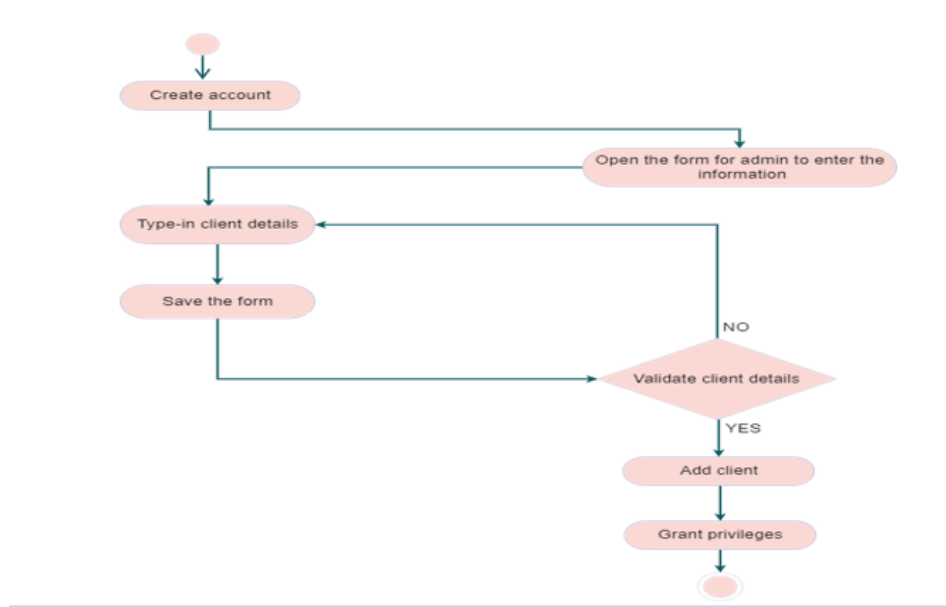 Create account
Open the form for admin to enter the
information
Type-in client details
Save the form
NO
Validate client details
YES
Add client
Grant privileges